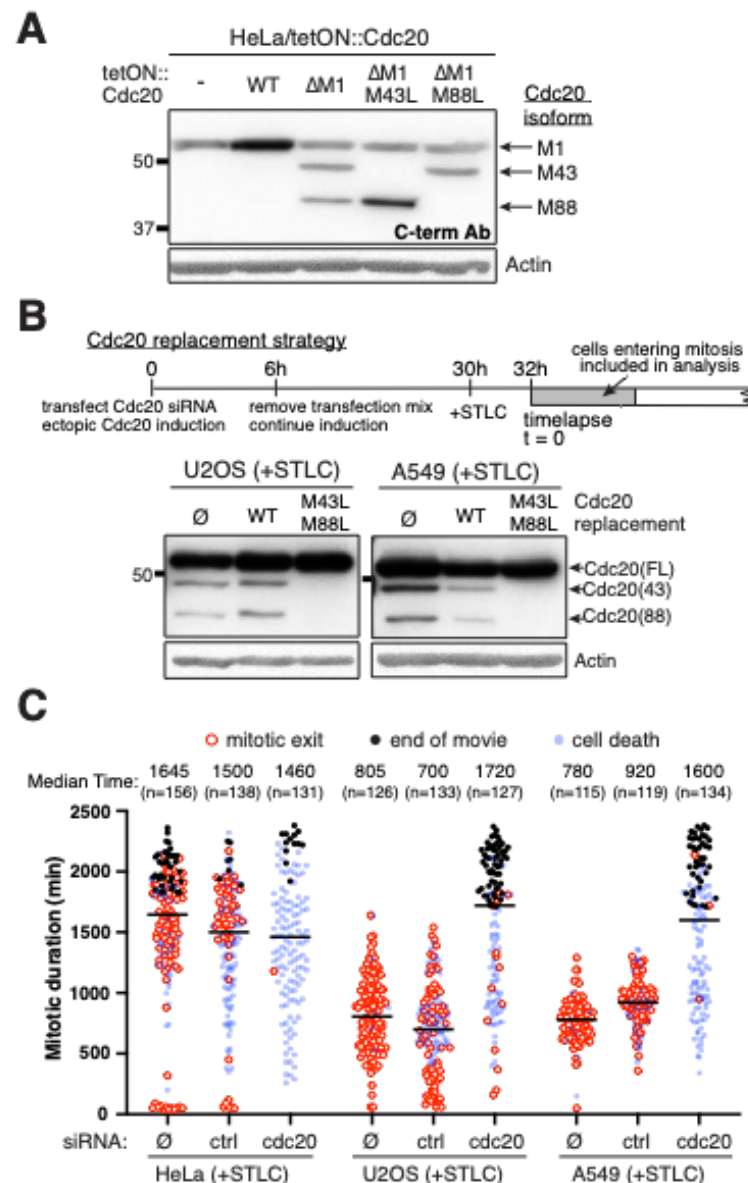 A
HeLa/tetON::Cdc20
tetON:: Cdc20 - WT ΔM1 ΔM1 M43L ΔM1 M88L
Cdc20 isoform
50
37
M1
M43
M88
C-term Ab
Actin
B
Cdc20 replacement strategy
0 6h 30h 32h
cells entering mitosis
included in analysis
transfect Cdc20 siRNA
ectopic Cdc20 induction
remove transfection mix
continue induction
+STLC
timelapse
t = 0
U2OS (+STLC) A549 (+STLC)
Ø WT M43L M88L Ø WT M43L M88L
Cdc20
replacement
50
Cdc20(FL)
Cdc20(43)
Cdc20(88)
Actin
C
mitotic exit end of movie cell death
Median Time: 1645 1500 1460 805 700 1720 780 920 1600
(n=156) (n=138) (n=131) (n=126) (n=133) (n=127) (n=115) (n=119) (n=134)
Mitotic duration (min)
2500
2000
1500
1000
500
0
siRNA: Ø ctrl cdc20 Ø ctrl cdc20 Ø ctrl cdc20
HeLa (+STLC) U2OS (+STLC) A549 (+STLC)